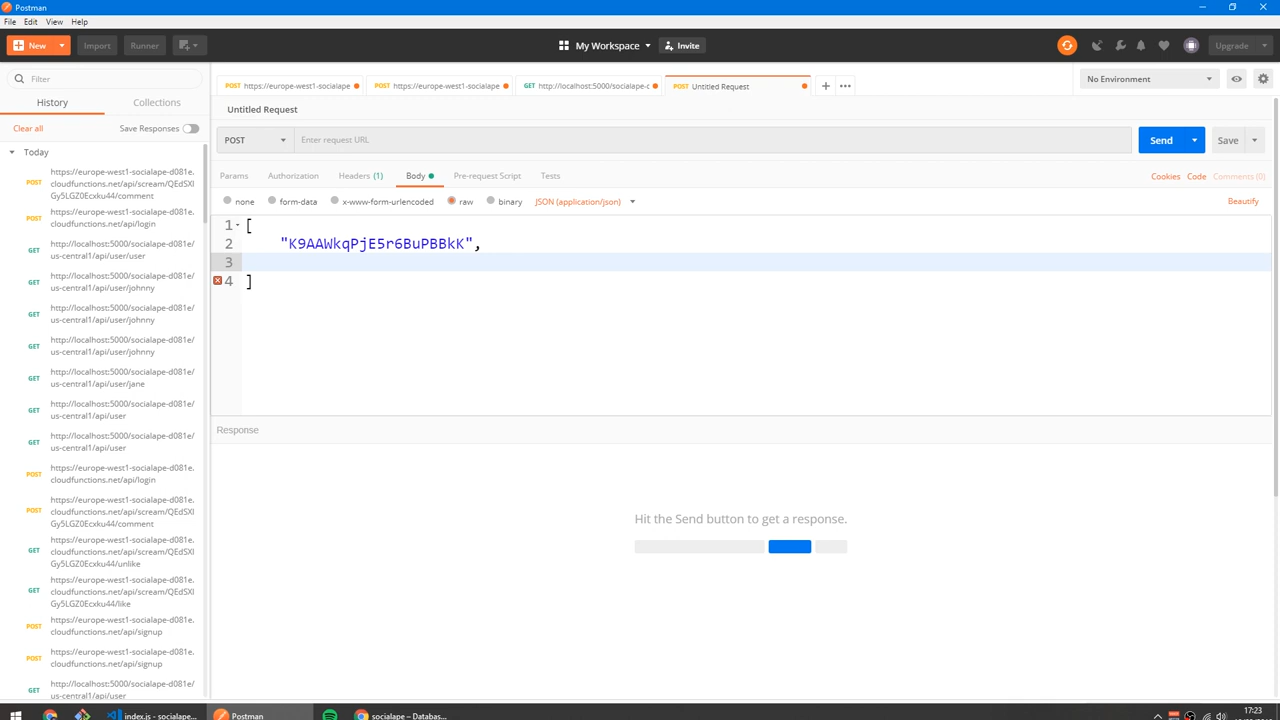 Postman
File Edit View Help
New Import Runner My Workspace Invite Upgrade
Filter
History Collections
Clear all Save Responses
Today
POST https://europe-west1-socialape-d081e.
cloudfunctions.net/api/scream/QEdSXI
Gy5LGZ0Ecxku44/comment
POST https://europe-west1-socialape-d081e.
cloudfunctions.net/api/login
GET http://localhost:5000/socialape-d081e/
us-central1/api/user/user
GET http://localhost:5000/socialape-d081e/
us-central1/api/user/johnny
GET http://localhost:5000/socialape-d081e/
us-central1/api/user/johnny
GET http://localhost:5000/socialape-d081e/
us-central1/api/user/johnny
GET http://localhost:5000/socialape-d081e/
us-central1/api/user/jane
GET http://localhost:5000/socialape-d081e/
us-central1/api/user
GET http://localhost:5000/socialape-d081e/
us-central1/api/user
POST https://europe-west1-socialape-d081e.
cloudfunctions.net/api/login
POST https://europe-west1-socialape-d081e.
cloudfunctions.net/api/scream/QEdSXI
Gy5LGZ0Ecxku44/comment
GET https://europe-west1-socialape-d081e.
cloudfunctions.net/api/scream/QEdSXI
Gy5LGZ0Ecxku44/unlike
GET https://europe-west1-socialape-d081e.
cloudfunctions.net/api/scream/QEdSXI
Gy5LGZ0Ecxku44/like
POST https://europe-west1-socialape-d081e.
cloudfunctions.net/api/signup
POST https://europe-west1-socialape-d081e.
cloudfunctions.net/api/signup
GET http://localhost:5000/socialape-d081e/
us-central1/api/user
POST https://europe-west1-socialape POST https://europe-west1-socialape GET http://localhost:5000/socialape-c POST Untitled Request No Environment
Untitled Request
POST Enter request URL Send Save
Params Authorization Headers (1) Body Pre-request Script Tests Cookies Code Comments (0)
none form-data x-www-form-urlencoded raw binary JSON (application/json) Beautify
1 [
2 "K9AAWkqPjE5r6BuPBBkK",
3
4 ]
Response
Hit the Send button to get a response.
index.js - socialape... Postman socialape – Databas... 17:23